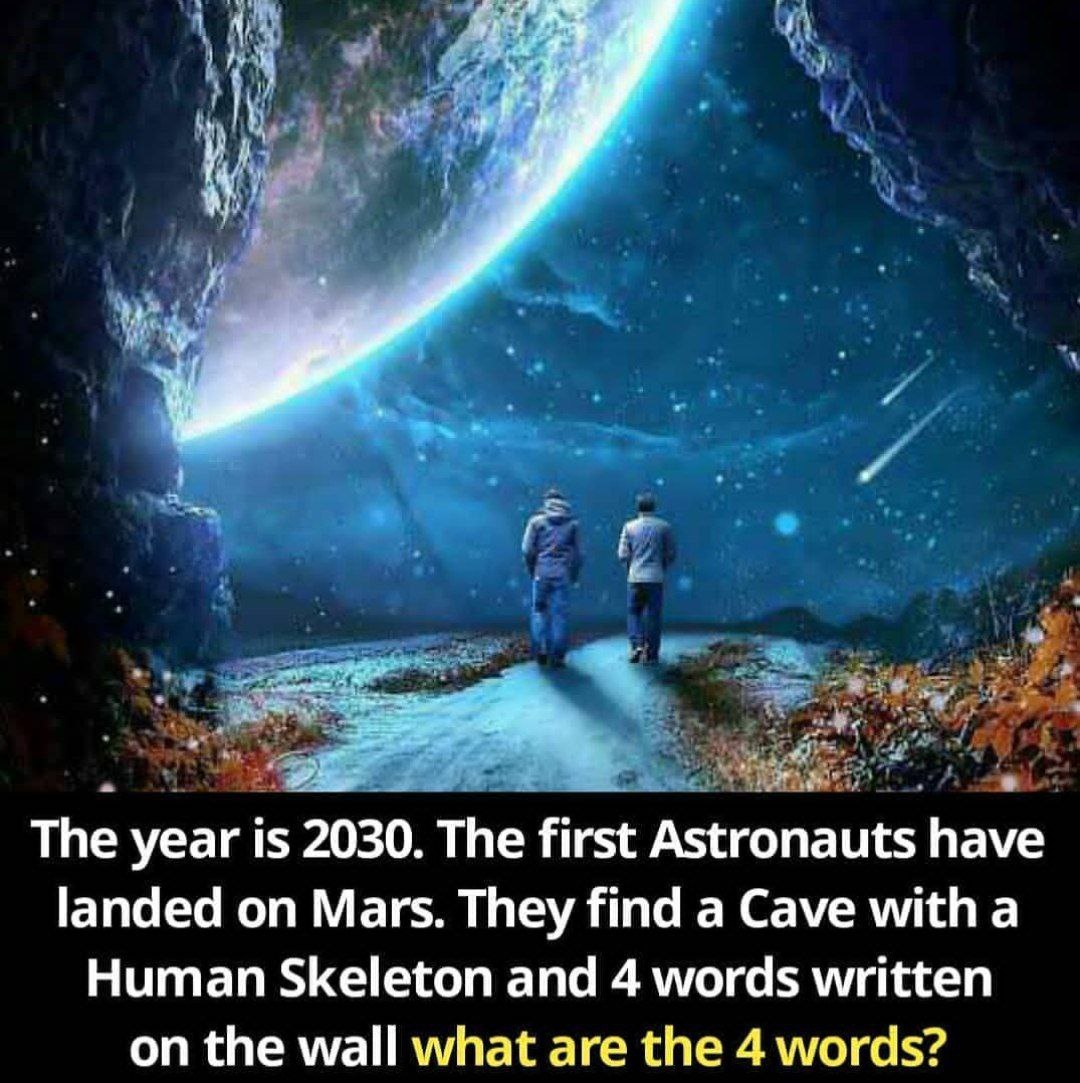 The year is 2030. The first Astronauts have
landed on Mars. They find a Cave with a
Human Skeleton and 4 words written
on the wall what are the 4 words?